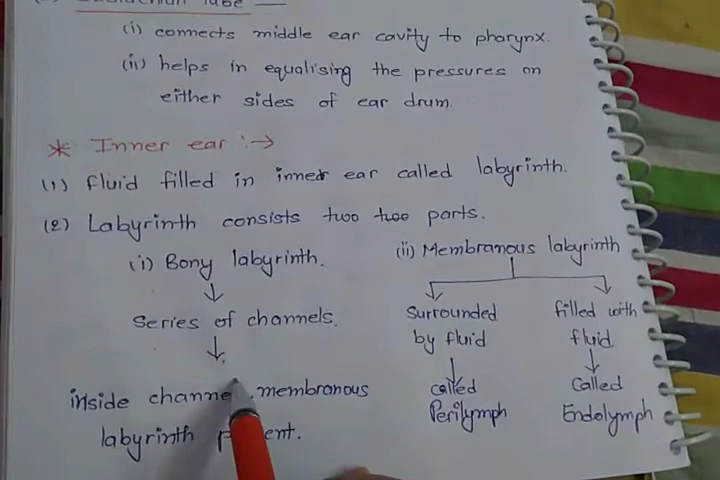 Tube
(i) connects middle ear cavity to pharynx.
(ii) helps in equalising the pressures on
either sides of ear drum.
* Inner ear :→
(1) fluid filled in inner ear called labyrinth.
(2) Labyrinth consists two two parts.
(i) Bony labyrinth.
↓
Series of channels.
↓
inside membranous
labyrinth
(ii) Membranous labyrinth
Surrounded
by fluid
↓
called
Perilymph
filled with
fluid
↓
Called
Endolymph